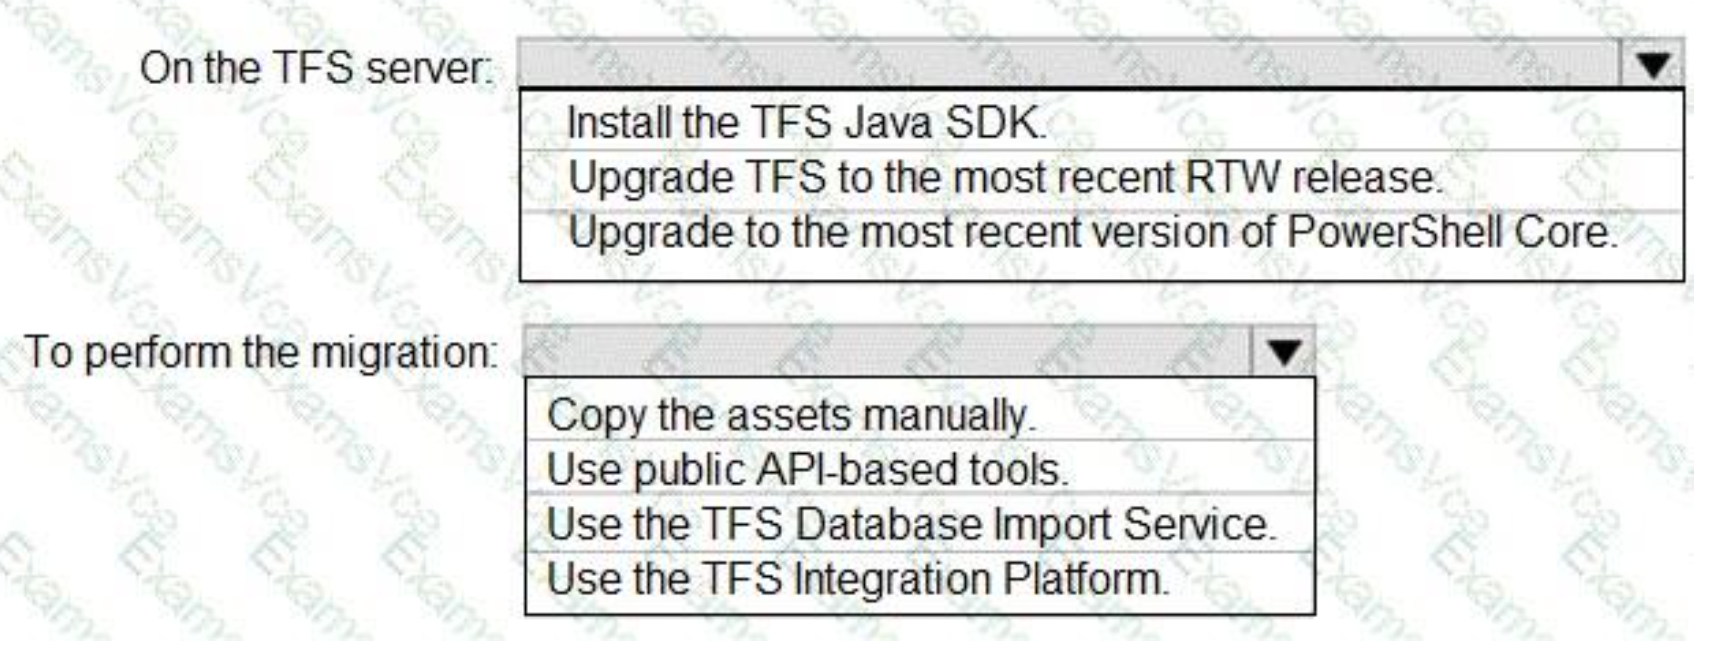 On the TFS server:
Install the TFS Java SDK.
Upgrade TFS to the most recent RTW release.
Upgrade to the most recent version of PowerShell Core.
To perform the migration:
Copy the assets manually.
Use public API-based tools.
Use the TFS Database Import Service.
Use the TFS Integration Platform.